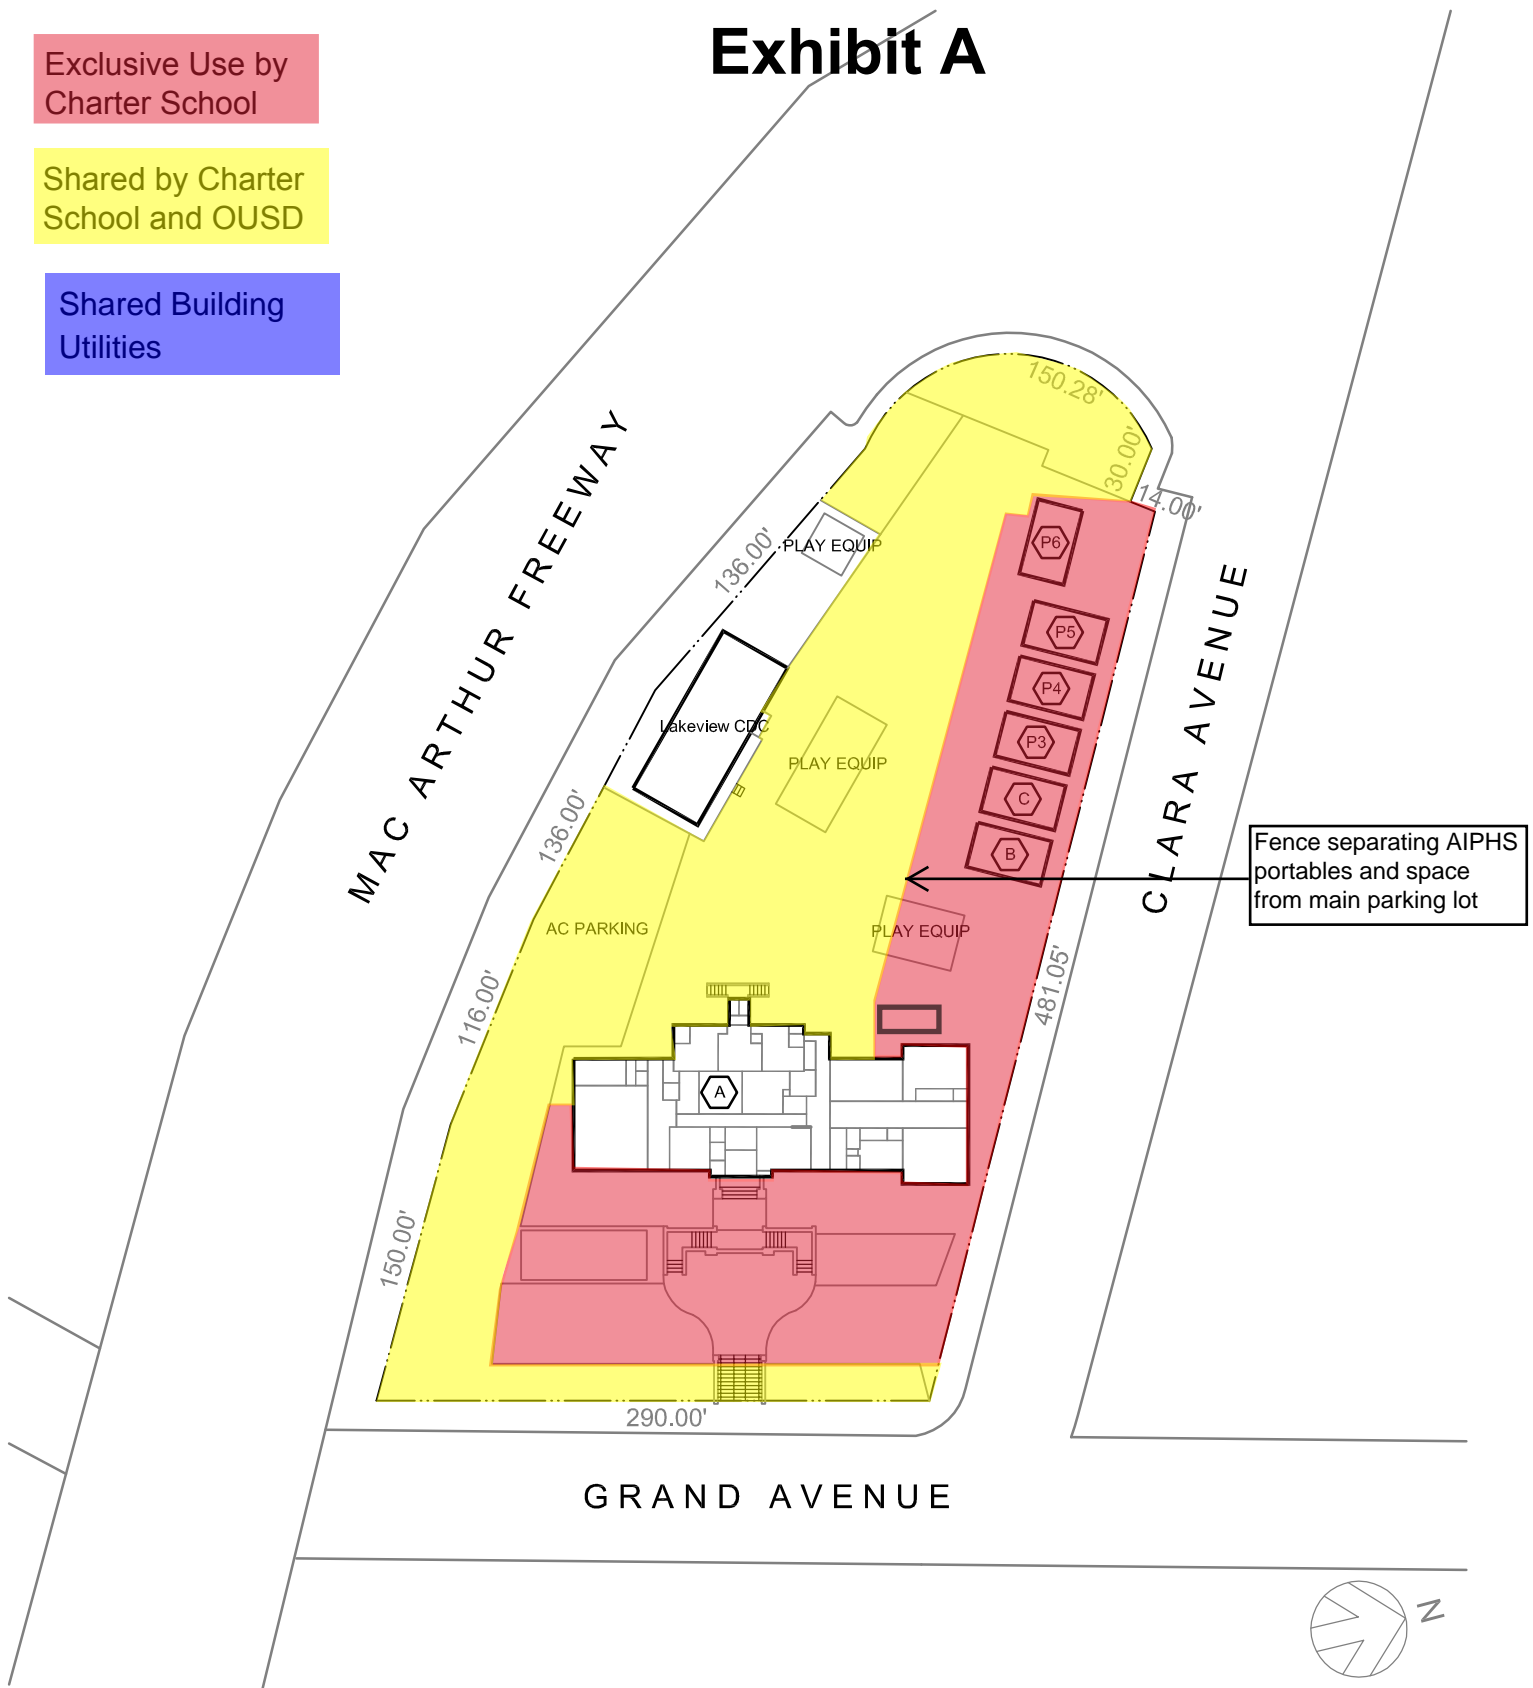 Exhibit A
Exclusive Use by
Charter School
Shared by Charter
School and OUSD
Shared Building
Utilities
150.28'
30.00'
14.00'
136.00'
PLAY EQUIP
P6
MAC ARTHUR FREEWAY
P5
P4
Lakeview CDC
P3
PLAY EQUIP
CLARA AVENUE
C
136.00'
B
Fence separating AIPHS
portables and space
from main parking lot
AC PARKING
PLAY EQUIP
116.00'
481.05'
A
150.00'
290.00'
GRAND AVENUE
N